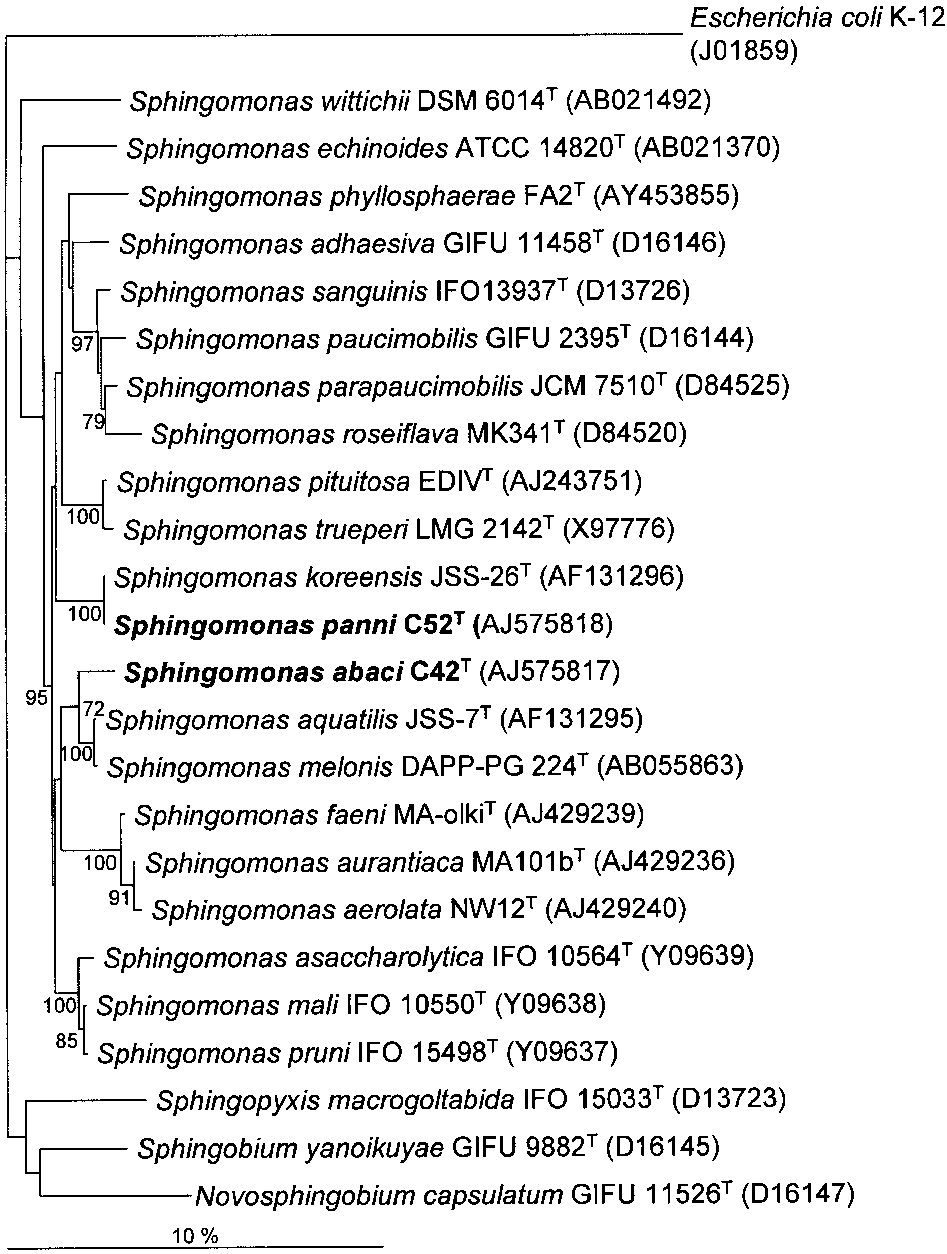 Escherichia coli K-12
(J01859)
Sphingomonas wittichii DSM 6014ᵀ (AB021492)
Sphingomonas echinoides ATCC 14820ᵀ (AB021370)
Sphingomonas phyllosphaerae FA2ᵀ (AY453855)
Sphingomonas adhaesiva GIFU 11458ᵀ (D16146)
Sphingomonas sanguinis IFO13937ᵀ (D13726)
97 Sphingomonas paucimobilis GIFU 2395ᵀ (D16144)
Sphingomonas parapaucimobilis JCM 7510ᵀ (D84525)
79
Sphingomonas roseiflava MK341ᵀ (D84520)
Sphingomonas pituitosa EDIVᵀ (AJ243751)
100
Sphingomonas trueperi LMG 2142ᵀ (X97776)
Sphingomonas koreensis JSS-26ᵀ (AF131296)
100
Sphingomonas panni C52ᵀ (AJ575818)
Sphingomonas abaci C42ᵀ (AJ575817)
95
72
Sphingomonas aquatilis JSS-7ᵀ (AF131295)
100
Sphingomonas melonis DAPP-PG 224ᵀ (AB055863)
Sphingomonas faeni MA-olkiᵀ (AJ429239)
100 Sphingomonas aurantiaca MA101bᵀ (AJ429236)
91
Sphingomonas aerolata NW12ᵀ (AJ429240)
Sphingomonas asaccharolytica IFO 10564ᵀ (Y09639)
100 Sphingomonas mali IFO 10550ᵀ (Y09638)
85
Sphingomonas pruni IFO 15498ᵀ (Y09637)
Sphingopyxis macrogoltabida IFO 15033ᵀ (D13723)
Sphingobium yanoikuyae GIFU 9882ᵀ (D16145)
Novosphingobium capsulatum GIFU 11526ᵀ (D16147)
10 %